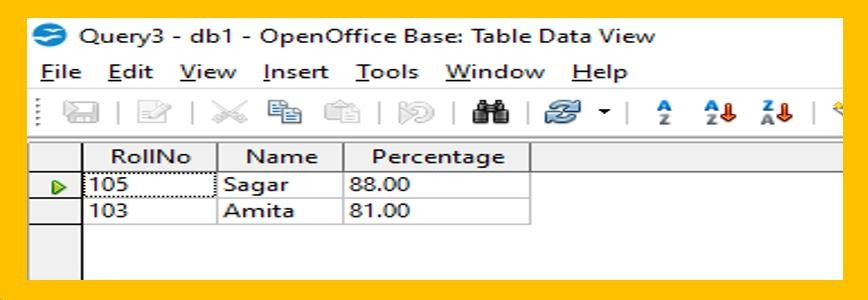 Query3 - db1 - OpenOffice Base: Table Data View
File Edit View Insert Tools Window Help
A Z A Z Z A
RollNo Name Percentage
105 Sagar 88.00
103 Amita 81.00